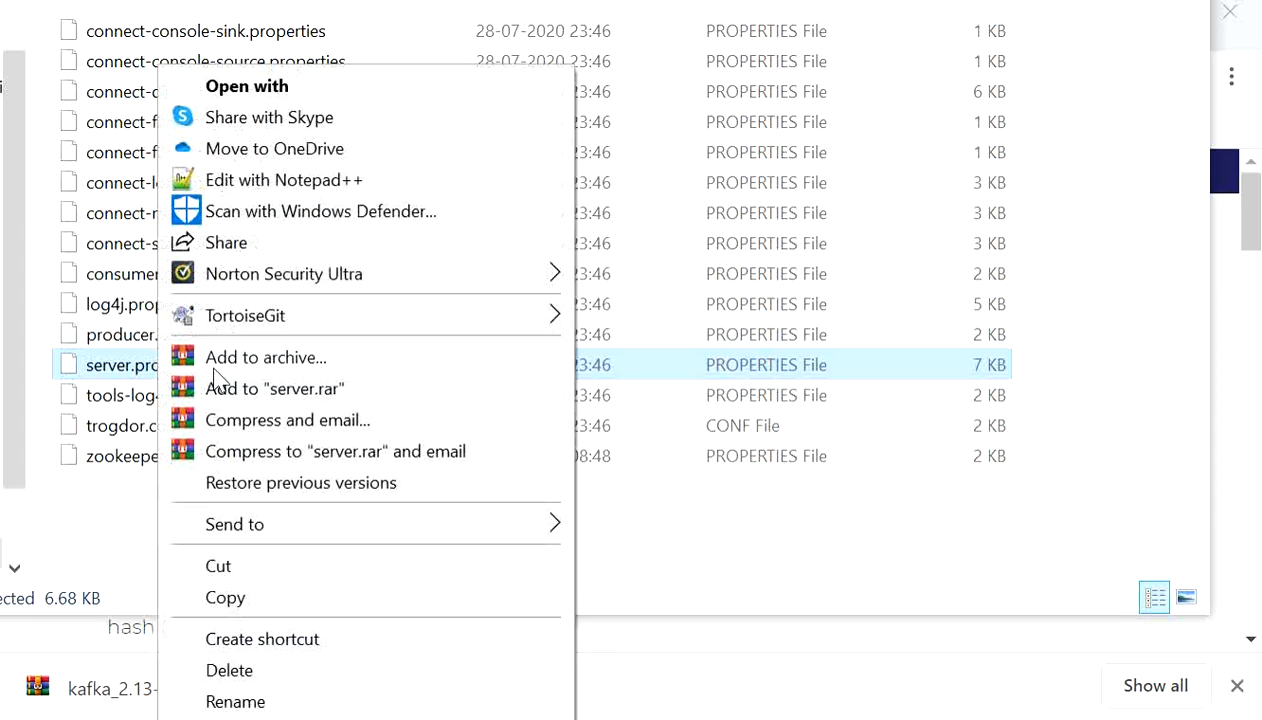 connect-console-sink.properties 28-07-2020 23:46 PROPERTIES File 1 KB
connect-console-source.properties 28-07-2020 23:46 PROPERTIES File 1 KB
Open with
connect- 23:46 PROPERTIES File 6 KB
Share with Skype
connect-f 23:46 PROPERTIES File 1 KB
Move to OneDrive
connect-f 23:46 PROPERTIES File 1 KB
Edit with Notepad++
connect-l 23:46 PROPERTIES File 3 KB
Scan with Windows Defender...
connect- 23:46 PROPERTIES File 3 KB
Share
connect-s 23:46 PROPERTIES File 3 KB
Norton Security Ultra
consumer 23:46 PROPERTIES File 2 KB
log4j.prop 23:46 PROPERTIES File 5 KB
TortoiseGit
producer. 23:46 PROPERTIES File 2 KB
Add to archive...
server.pro 23:46 PROPERTIES File 7 KB
Add to "server.rar"
tools-log4 23:46 PROPERTIES File 2 KB
Compress and email...
trogdor.c 23:46 CONF File 2 KB
Compress to "server.rar" and email
zookeepe 08:48 PROPERTIES File 2 KB
Restore previous versions
Send to
Cut
ected 6.68 KB
Copy
hash
Create shortcut
Delete
kafka_2.13-
Show all
Rename